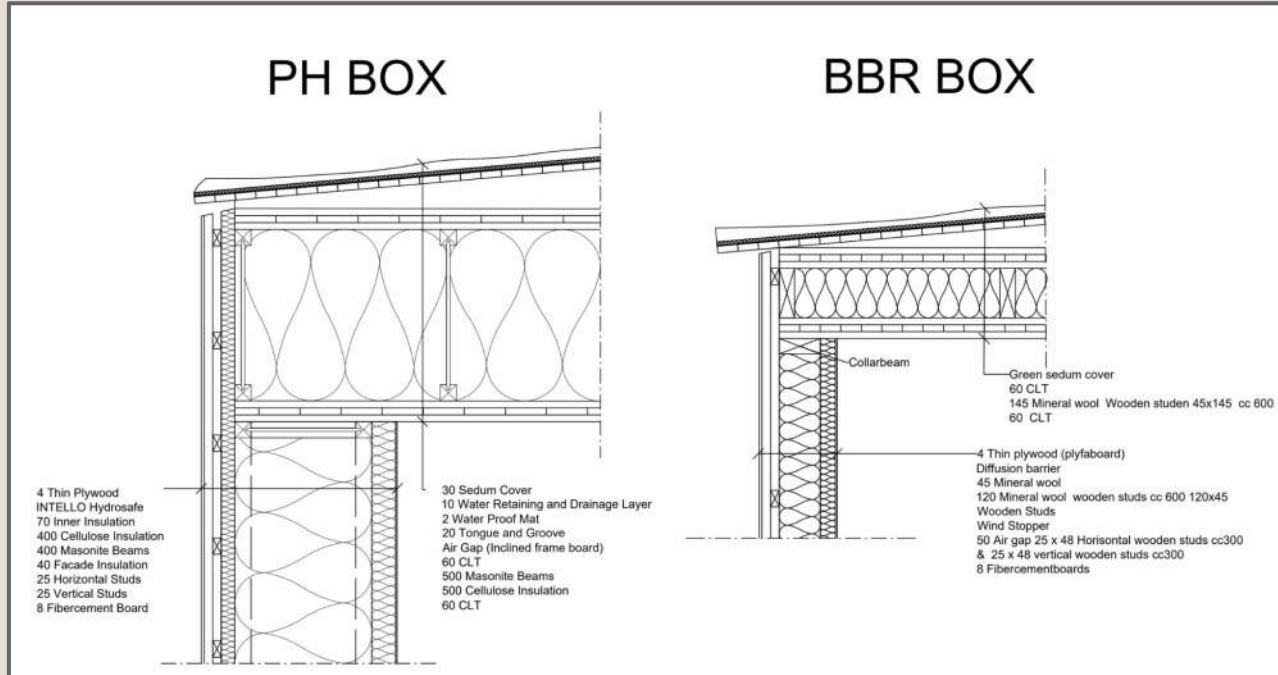 PH BOX
4 Thin Plywood
INTELLO Hydrosafe
70 Inner Insulation
400 Cellulose Insulation
400 Masonite Beams
40 Facade Insulation
25 Horizontal Studs
25 Vertical Studs
8 Fibercement Board
30 Sedum Cover
10 Water Retaining and Drainage Layer
2 Water Proof Mat
20 Tongue and Groove
Air Gap (Inclined frame board)
60 CLT
500 Masonite Beams
500 Cellulose Insulation
60 CLT
BBR BOX
Collarbeam
Green sedum cover
60 CLT
145 Mineral wool Wooden studen 45x145 cc 600
60 CLT
4 Thin plywood (plyfaboard)
Diffusion barrier
45 Mineral wool
120 Mineral wool wooden studs cc 600 120x45
Wooden Studs
Wind Stopper
50 Air gap 25 x 48 Horisontal wooden studs cc300
& 25 x 48 vertical wooden studs cc300
8 Fibercementboards